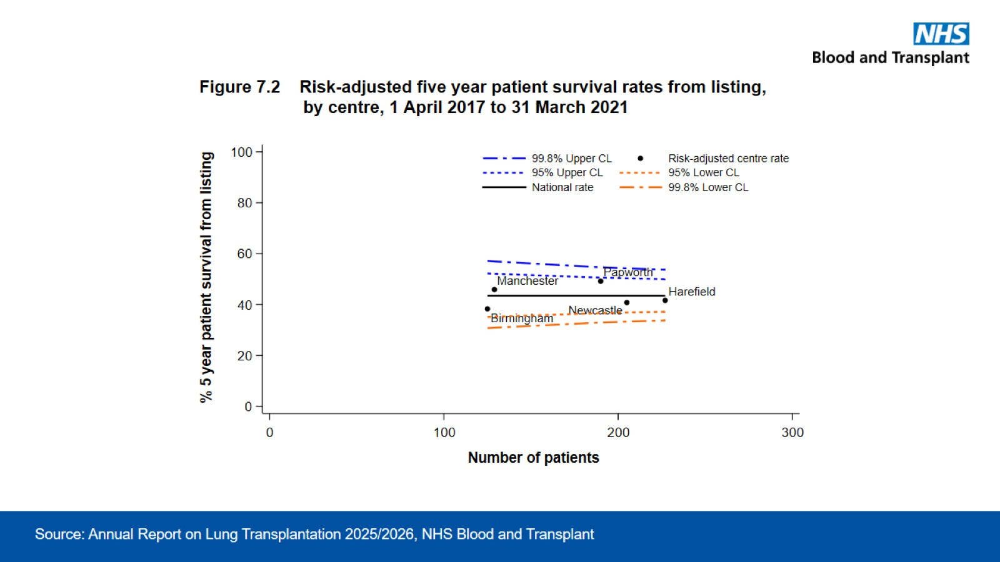 NHS
Blood and Transplant
Figure 7.2 Risk-adjusted five year patient survival rates from listing,
by centre, 1 April 2017 to 31 March 2021
% 5 year patient survival from listing
100
80
60
40
20
0
99.8% Upper CL
95% Upper CL
National rate
Risk-adjusted centre rate
95% Lower CL
99.8% Lower CL
Papworth
Manchester
Harefield
Newcastle
Birmingham
0 100 200 300
Number of patients
Source: Annual Report on Lung Transplantation 2025/2026, NHS Blood and Transplant